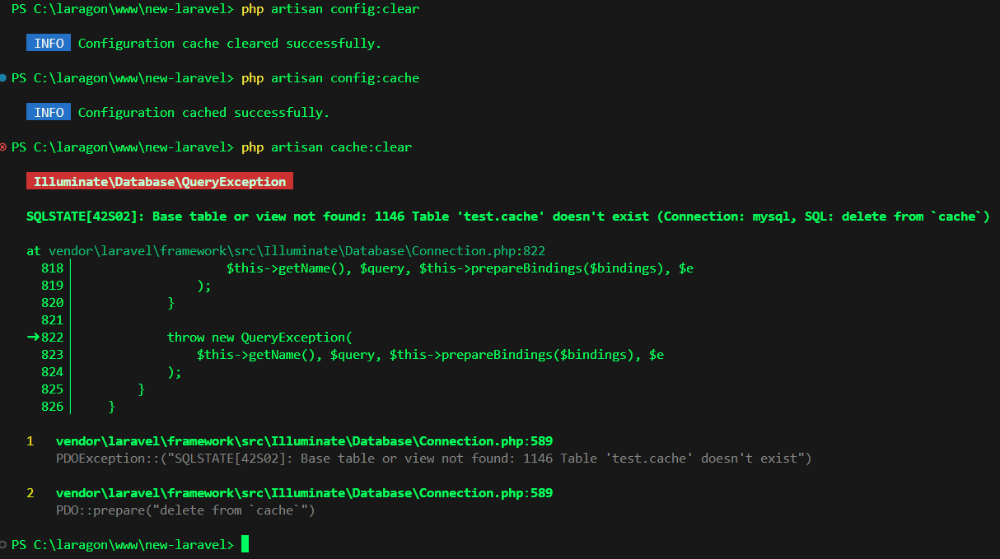 PS C:\laragon\www\new-laravel> php artisan config:clear
INFO Configuration cache cleared successfully.
PS C:\laragon\www\new-laravel> php artisan config:cache
INFO Configuration cached successfully.
PS C:\laragon\www\new-laravel> php artisan cache:clear
Illuminate\Database\QueryException
SQLSTATE[42S02]: Base table or view not found: 1146 Table 'test.cache' doesn't exist (Connection: mysql, SQL: delete from `cache`)
at vendor\laravel\framework\src\Illuminate\Database\Connection.php:822
818 $this->getName(), $query, $this->prepareBindings($bindings), $e
819 );
820 }
821
➜822 throw new QueryException(
823 $this->getName(), $query, $this->prepareBindings($bindings), $e
824 );
825 }
826 }
1 vendor\laravel\framework\src\Illuminate\Database\Connection.php:589
PDOException::("SQLSTATE[42S02]: Base table or view not found: 1146 Table 'test.cache' doesn't exist")
2 vendor\laravel\framework\src\Illuminate\Database\Connection.php:589
PDO::prepare("delete from `cache`")
PS C:\laragon\www\new-laravel>